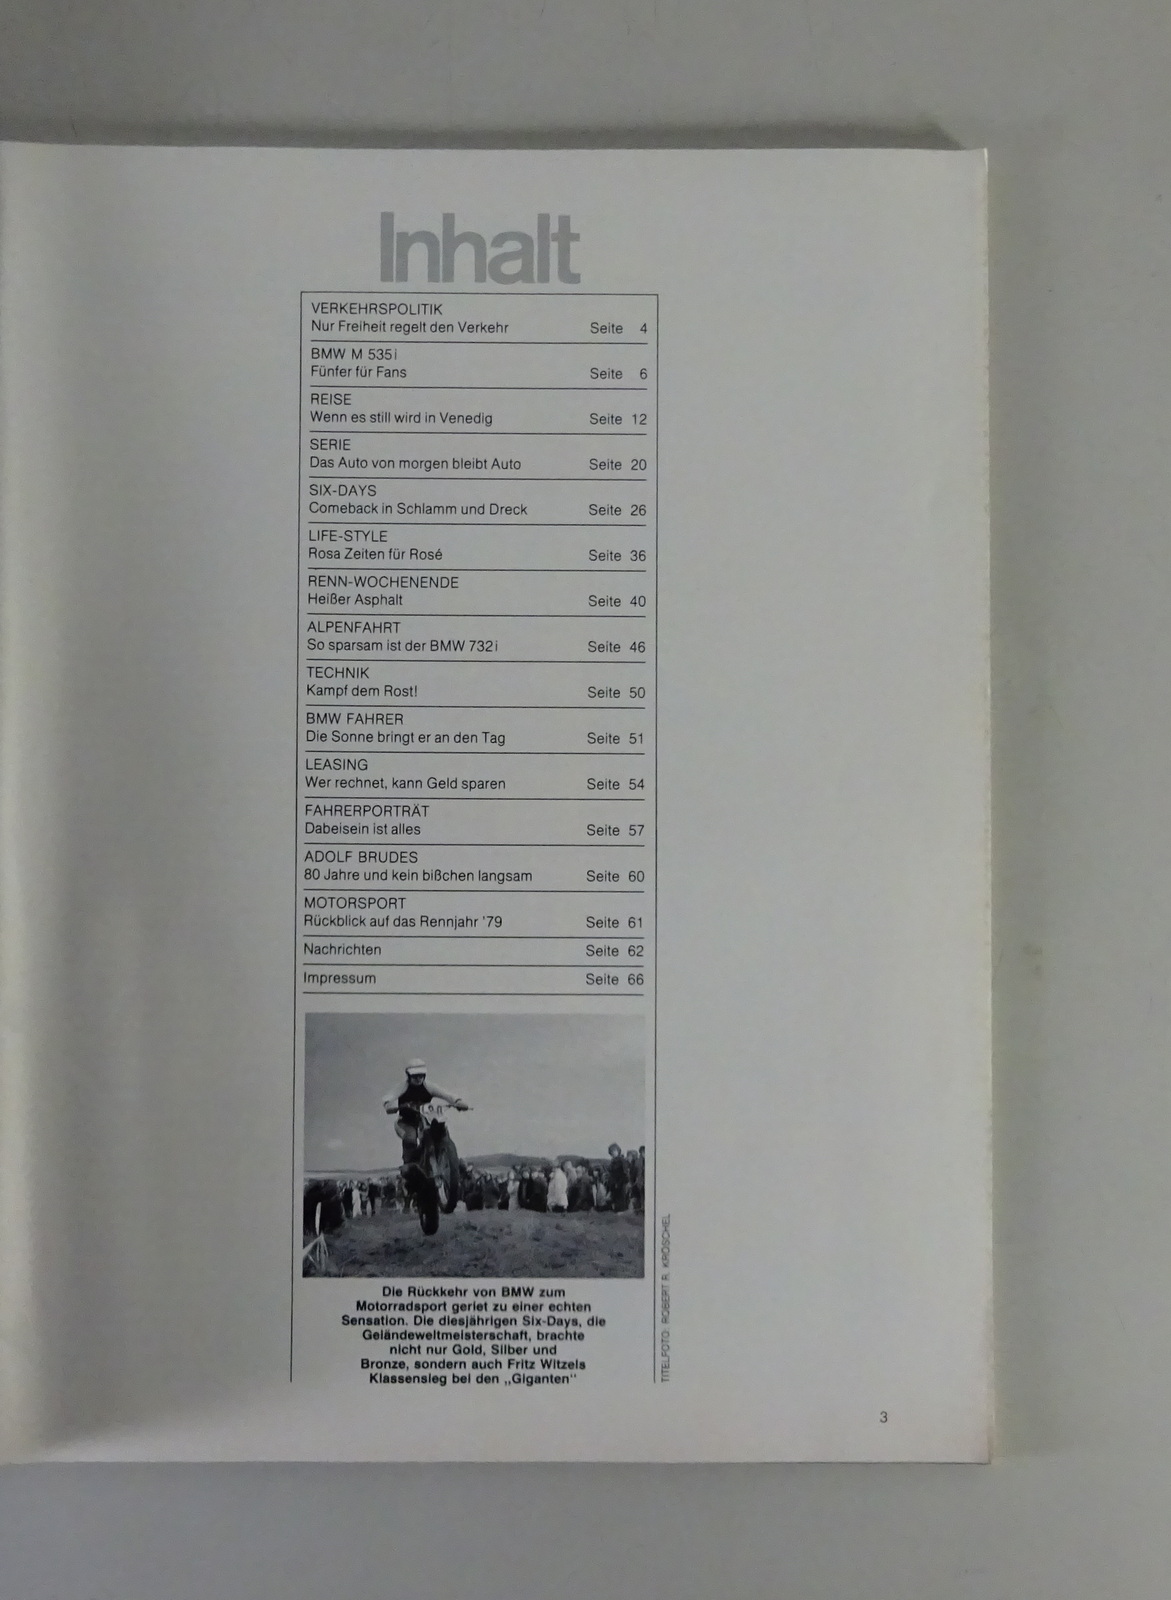 Inhalt
VERKEHRSPOLITIK
Nur Freiheit regelt den Verkehr Seite 4
BMW M 535i
Fünfer für Fans Seite 6
REISE
Wenn es still wird in Venedig Seite 12
SERIE
Das Auto von morgen bleibt Auto Seite 20
SIX-DAYS
Comeback in Schlamm und Dreck Seite 26
LIFE-STYLE
Rosa Zeiten für Rosé Seite 36
RENN-WOCHENENDE
Heißer Asphalt Seite 40
ALPENFAHRT
So sparsam ist der BMW 732i Seite 46
TECHNIK
Kampf dem Rost! Seite 50
BMW FAHRER
Die Sonne bringt er an den Tag Seite 51
LEASING
Wer rechnet, kann Geld sparen Seite 54
FAHRERPORTRÄT
Dabeisein ist alles Seite 57
ADOLF BRUDES
80 Jahre und kein bißchen langsam Seite 60
MOTORSPORT
Rückblick auf das Rennjahr '79 Seite 61
Nachrichten Seite 62
Impressum Seite 66
Die Rückkehr von BMW zum
Motorradsport geriet zu einer echten
Sensation. Die diesjährigen Six-Days, die
Geländeweltmeisterschaft, brachte
nicht nur Gold, Silber und
Bronze, sondern auch Fritz Witzels
Klassensieg bei den „Giganten“
TITELFOTO: ROBERT R. KRÖSCHEL
3